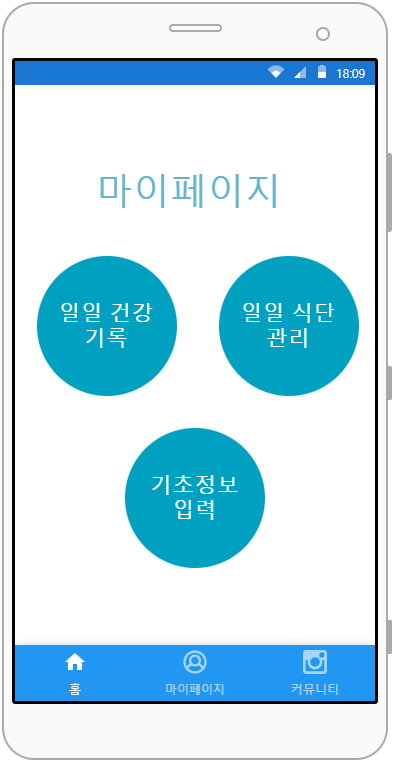 18:09
마이페이지
일일 건강
기록
일일 식단
관리
기초정보
입력
홈
마이페이지
커뮤니티